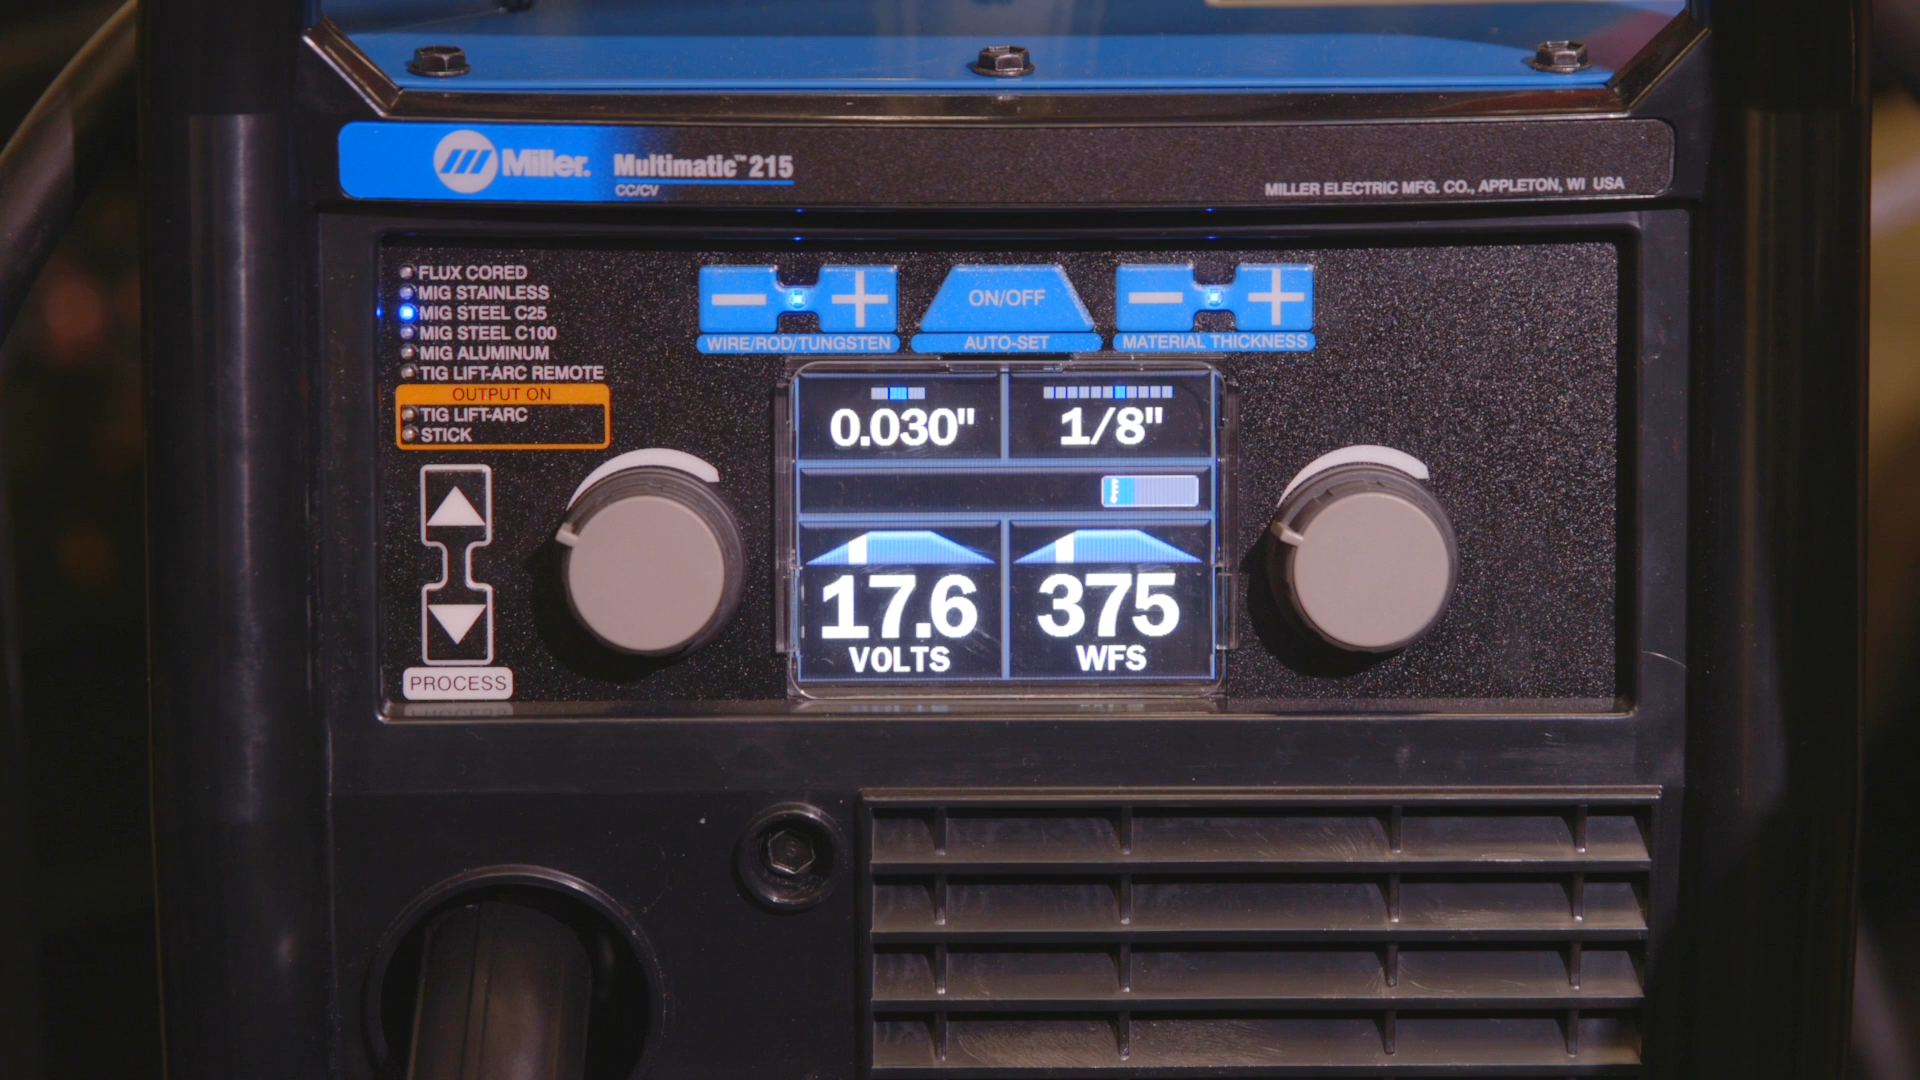 Miller. Multimatic™ 215
CC/CV
MILLER ELECTRIC MFG. CO., APPLETON, WI USA
FLUX CORED
MIG STAINLESS
MIG STEEL C25
MIG STEEL C100
MIG ALUMINUM
TIG LIFT-ARC REMOTE
OUTPUT ON
TIG LIFT-ARC
STICK
PROCESS
WIRE/ROD/TUNGSTEN
ON/OFF
AUTO-SET
MATERIAL THICKNESS
0.030"
1/8"
17.6
VOLTS
375
WFS